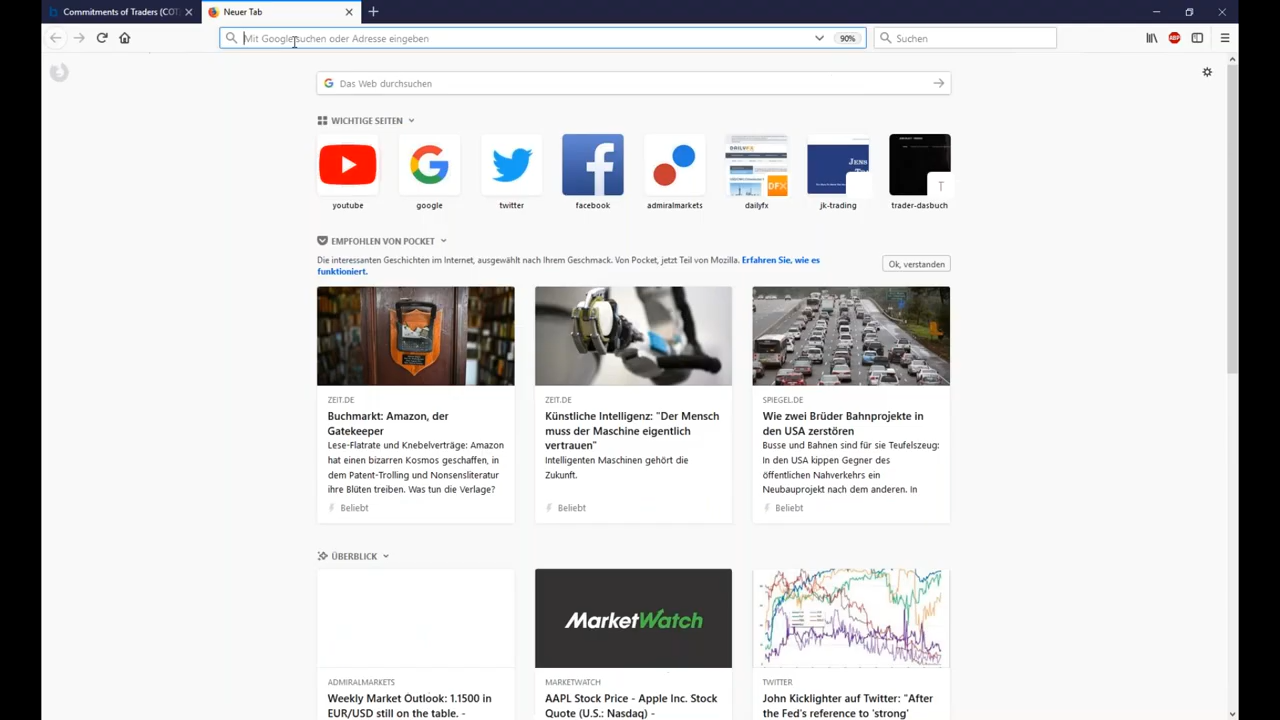 Commitments of Traders (COT
Neuer Tab
Mit Google suchen oder Adresse eingeben
90%
Suchen
ABP
Das Web durchsuchen
WICHTIGE SEITEN
DAILYFX
DFX
JENS
T
youtube
google
twitter
facebook
admiralmarkets
dailyfx
jk-trading
trader-dasbuch
EMPFOHLEN VON POCKET
Die interessanten Geschichten im Internet, ausgewählt nach Ihrem Geschmack. Von Pocket, jetzt Teil von Mozilla. Erfahren Sie, wie es
funktioniert.
Ok, verstanden
ZEIT.DE
Buchmarkt: Amazon, der
Gatekeeper
Lese-Flatrate und Knebelverträge: Amazon
hat einen bizarren Kosmos geschaffen, in
dem Patent-Trolling und Nonsensliteratur
ihre Blüten treiben. Was tun die Verlage?
Beliebt
ZEIT.DE
Künstliche Intelligenz: "Der Mensch
muss der Maschine eigentlich
vertrauen"
Intelligenten Maschinen gehört die
Zukunft.
Beliebt
SPIEGEL.DE
Wie zwei Brüder Bahnprojekte in
den USA zerstören
Busse und Bahnen sind für sie Teufelszeug:
In den USA kippen Gegner des
öffentlichen Nahverkehrs ein
Neubauprojekt nach dem anderen. In
Beliebt
ÜBERBLICK
MarketWatch
ADMIRALMARKETS
Weekly Market Outlook: 1.1500 in
EUR/USD still on the table. -
MARKETWATCH
AAPL Stock Price - Apple Inc. Stock
Quote (U.S.: Nasdaq) -
TWITTER
John Kicklighter auf Twitter: "After
the Fed's reference to 'strong'